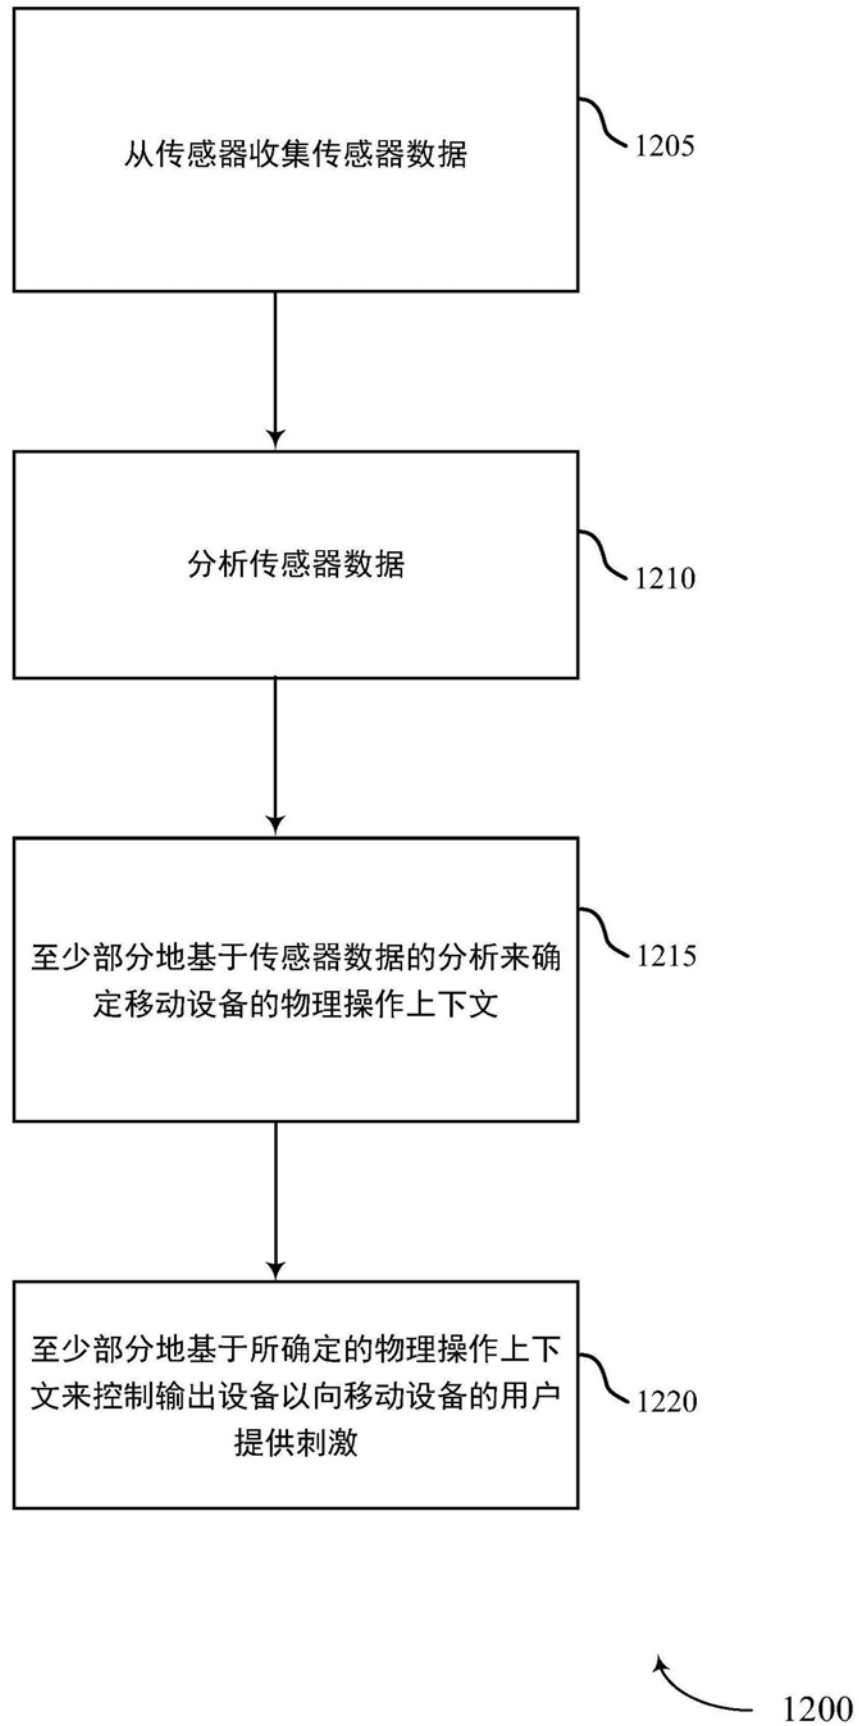 从传感器收集传感器数据
1205
分析传感器数据
1210
至少部分地基于传感器数据的分析来确
定移动设备的物理操作上下文
1215
至少部分地基于所确定的物理操作上下
文来控制输出设备以向移动设备的用户
提供刺激
1220
1200